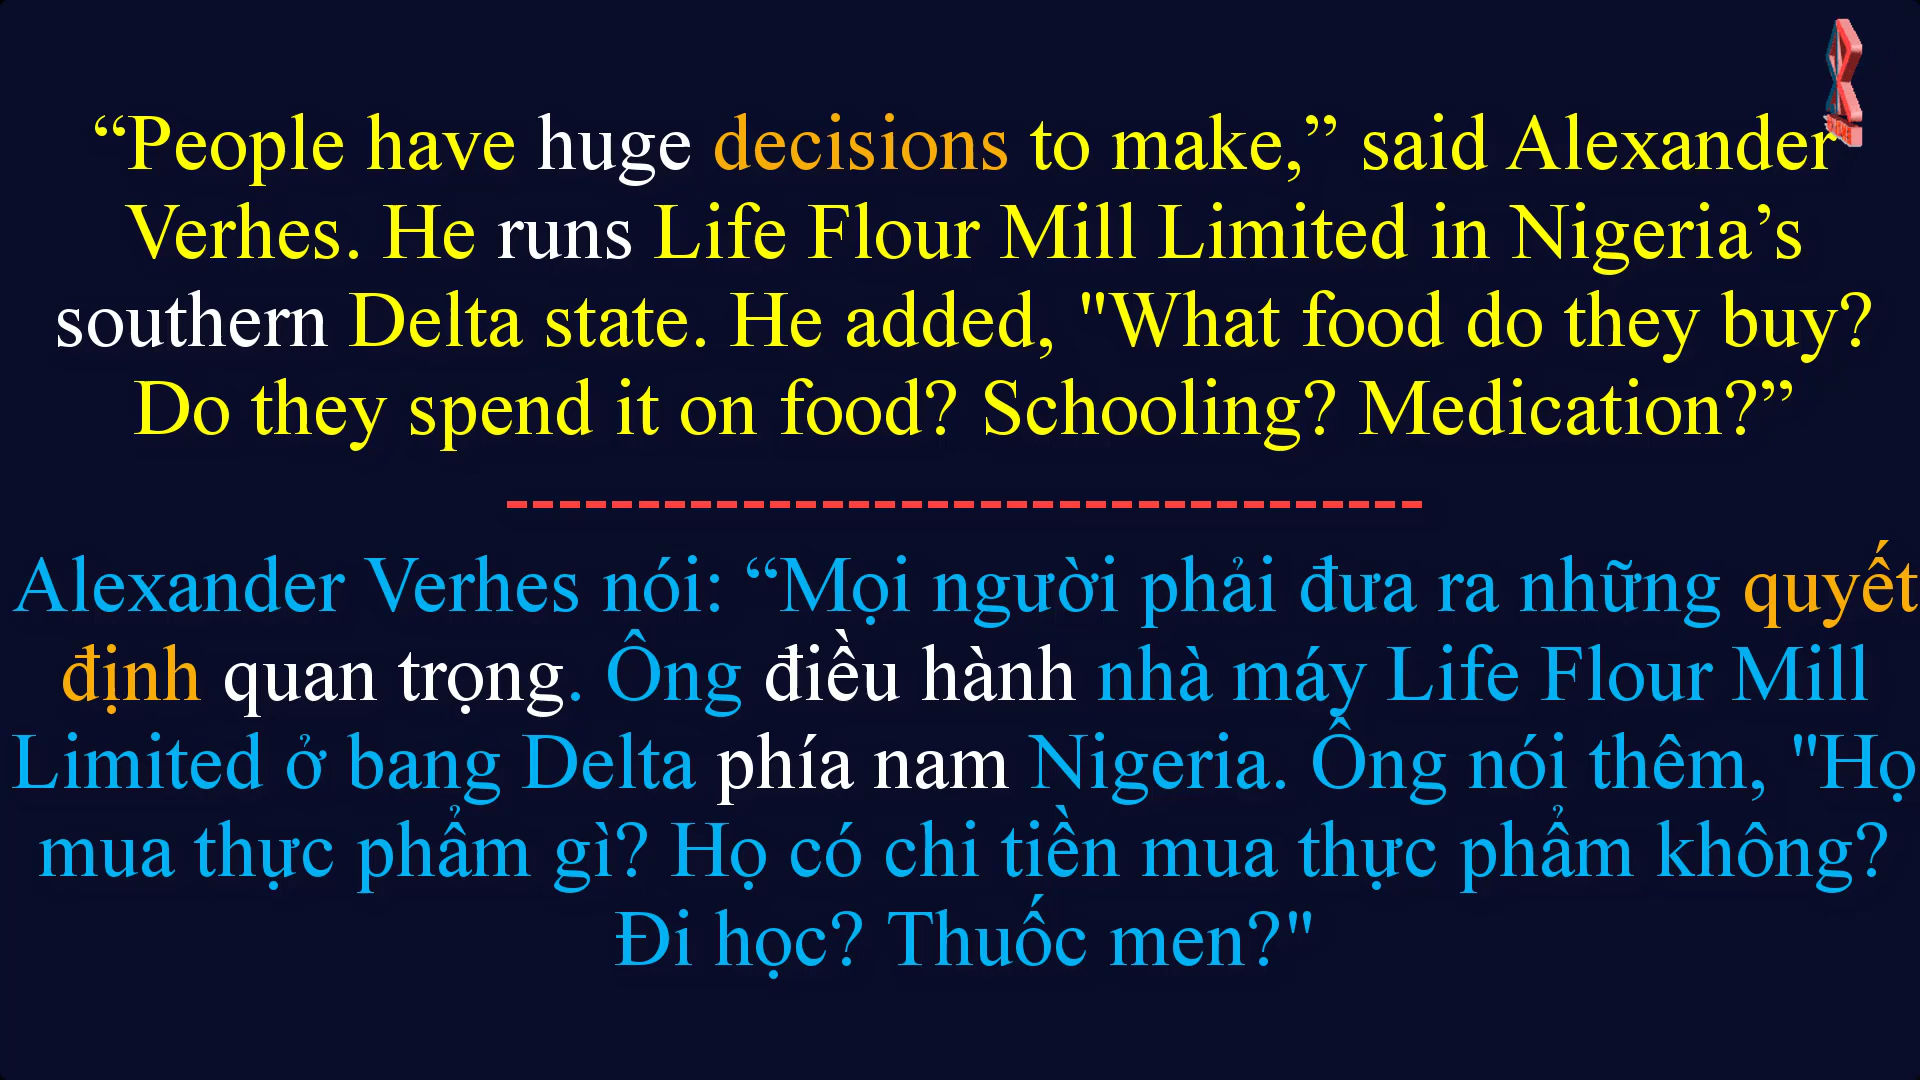 “People have huge decisions to make,” said Alexander
Verhes. He runs Life Flour Mill Limited in Nigeria’s
southern Delta state. He added, "What food do they buy?
Do they spend it on food? Schooling? Medication?”
-----------------------------------
Alexander Verhes nói: “Mọi người phải đưa ra những quyết
định quan trọng. Ông điều hành nhà máy Life Flour Mill
Limited ở bang Delta phía nam Nigeria. Ông nói thêm, "Họ
mua thực phẩm gì? Họ có chi tiền mua thực phẩm không?
Đi học? Thuốc men?"